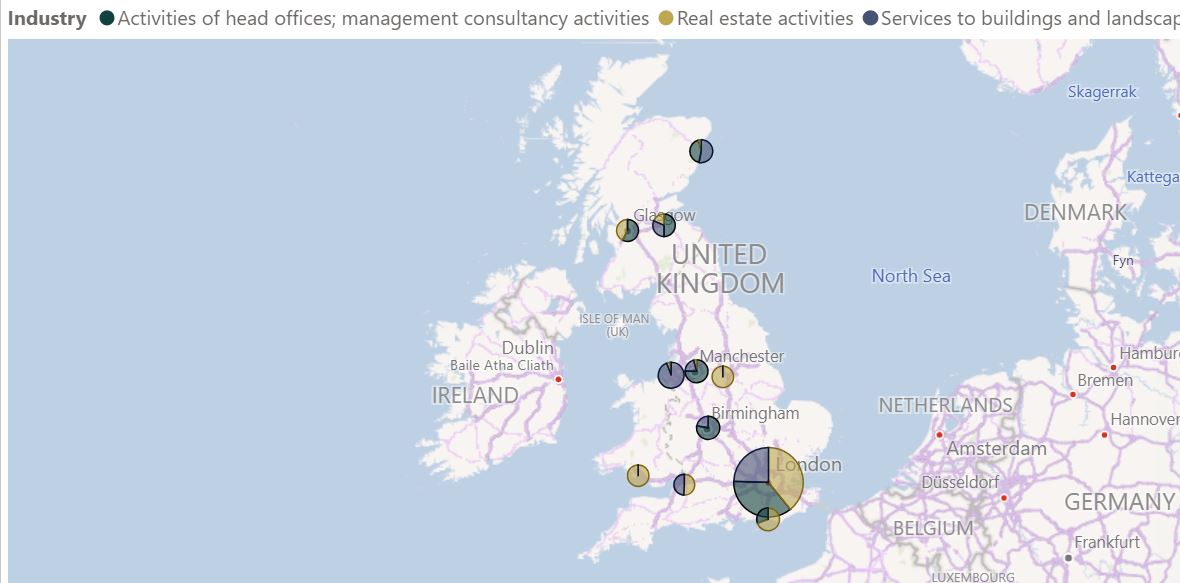 Industry Activities of head offices; management consultancy activities Real estate activities Services to buildings and landscap
Skagerrak
Kattega
DENMARK
Glasgow
UNITED
KINGDOM
Fyn
North Sea
ISLE OF MAN
(UK)
Dublin
Baile Atha Cliath
Manchester
Hambur
Bremen
IRELAND
NETHERLANDS
Birmingham
Hannover
Amsterdam
London
Düsseldorf
GERMANY
BELGIUM
Frankfurt
LUXEMBOURG